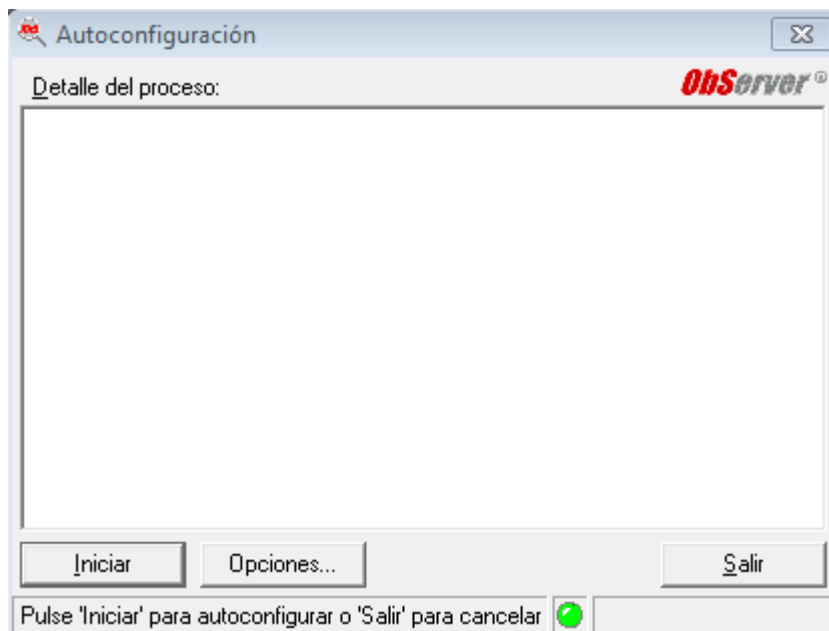 Autoconfiguración
Detalle del proceso:
ObServer ®
Iniciar
Opciones...
Salir
Pulse 'Iniciar' para autoconfigurar o 'Salir' para cancelar